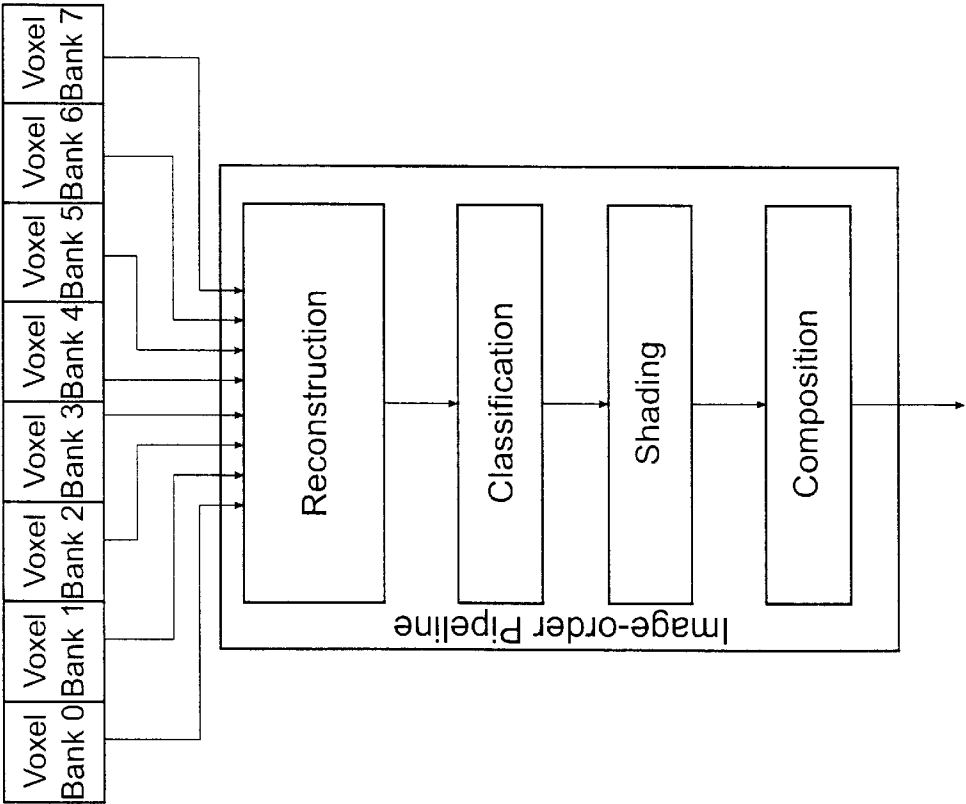 Voxel
Bank 0
Voxel
Bank 1
Voxel
Bank 2
Voxel
Bank 3
Voxel
Bank 4
Voxel
Bank 5
Voxel
Bank 6
Voxel
Bank 7
Reconstruction
Classification
Shading
Composition
Image-order Pipeline